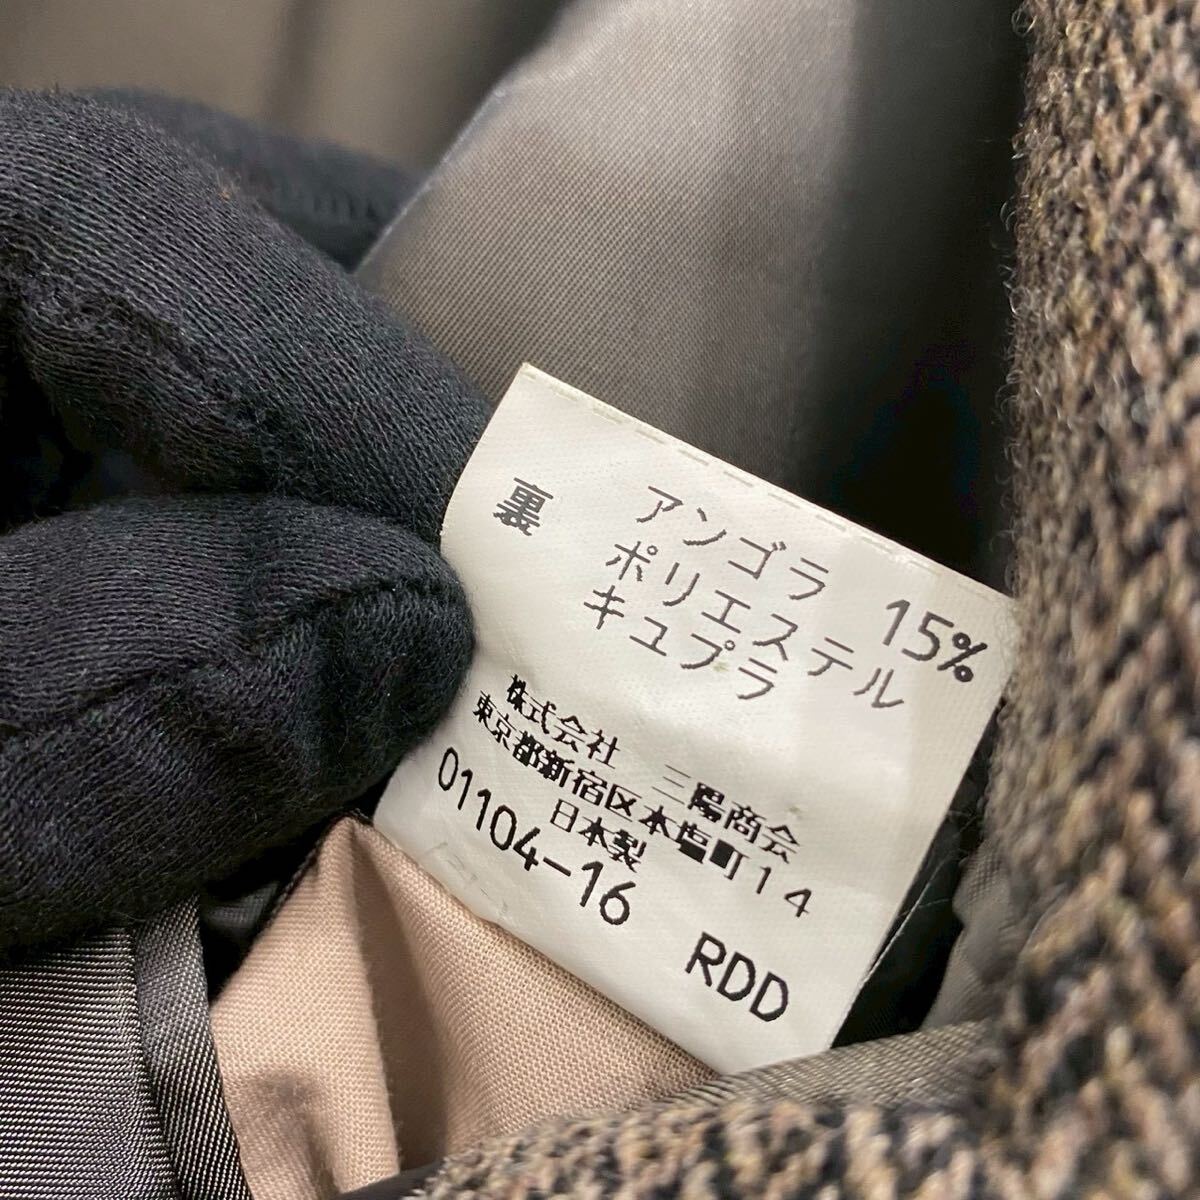 アンゴラ 15%
裏 ポリエステル
キュプラ
株式会社 三陽商会
東京都新宿区本塩町14
日本製
01104-16 RDD